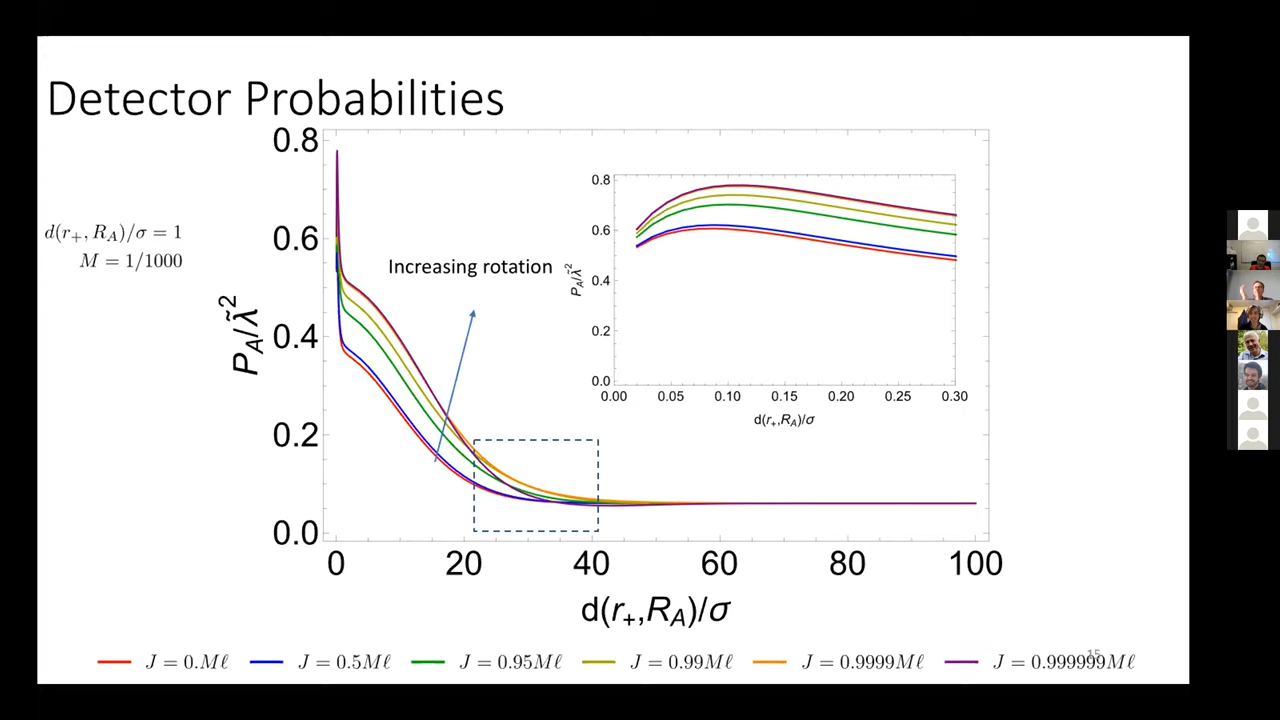 Detector Probabilities
d(r₊, R_A)/σ = 1
M = 1/1000
0.8
0.6
0.4
0.2
0.0
P_A/λ̃²
0 20 40 60 80 100
d(r₊,R_A)/σ
Increasing rotation
0.8
0.6
0.4
0.2
0.0
P_A/λ̃²
0.00 0.05 0.10 0.15 0.20 0.25 0.30
d(r₊,R_A)/σ
J = 0.Mℓ J = 0.5Mℓ J = 0.95Mℓ J = 0.99Mℓ J = 0.9999Mℓ J = 0.999999Mℓ
15